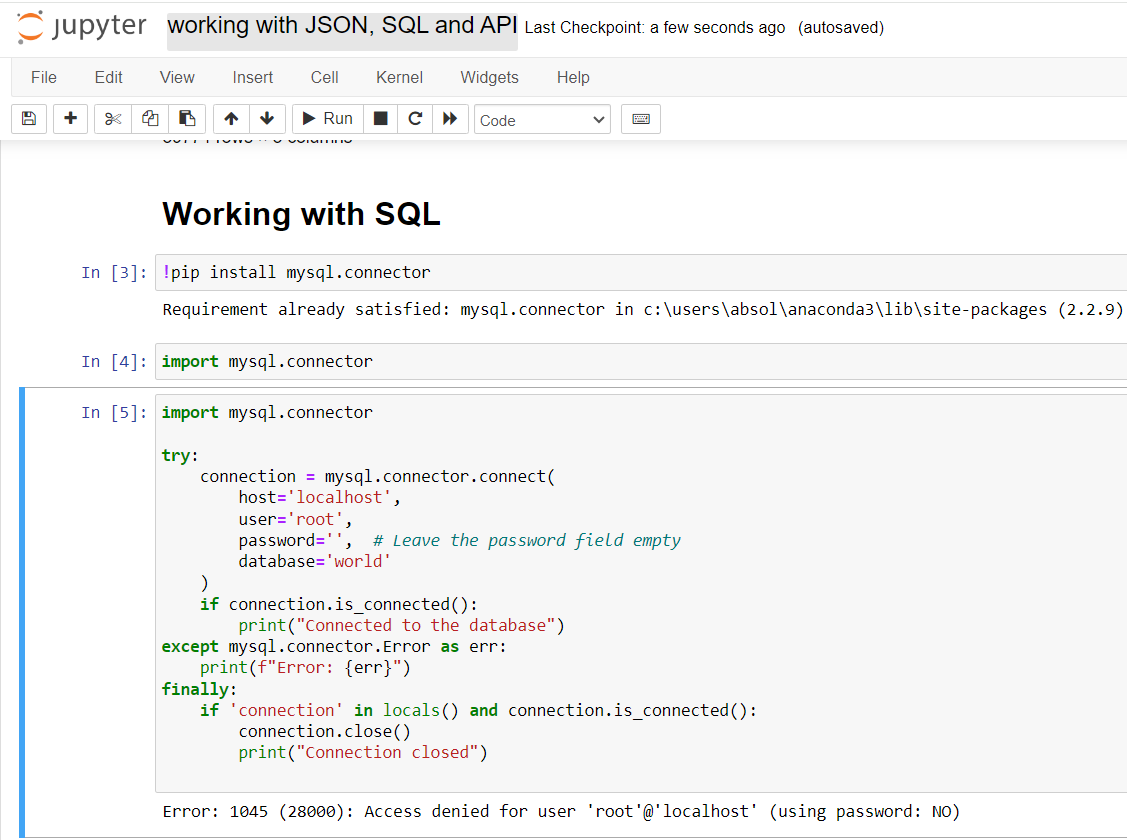 jupyter working with JSON, SQL and API Last Checkpoint: a few seconds ago (autosaved)
File Edit View Insert Cell Kernel Widgets Help
Run Code
Working with SQL
In [3]: !pip install mysql.connector
Requirement already satisfied: mysql.connector in c:\users\absol\anaconda3\lib\site-packages (2.2.9)
In [4]: import mysql.connector
In [5]: import mysql.connector
try:
    connection = mysql.connector.connect(
        host='localhost',
        user='root',
        password='',  # Leave the password field empty
        database='world'
    )
    if connection.is_connected():
        print("Connected to the database")
except mysql.connector.Error as err:
    print(f"Error: {err}")
finally:
    if 'connection' in locals() and connection.is_connected():
        connection.close()
        print("Connection closed")
Error: 1045 (28000): Access denied for user 'root'@'localhost' (using password: NO)